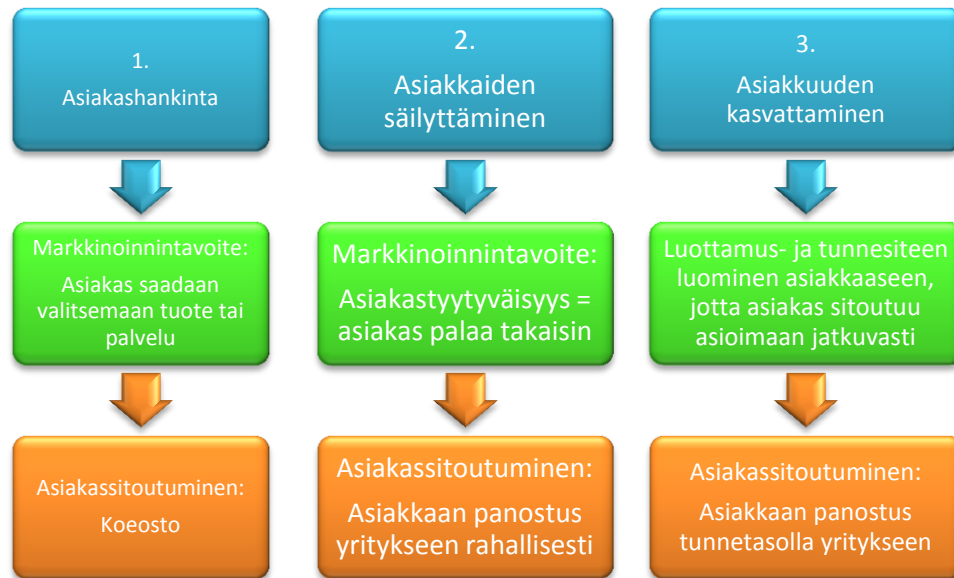 1.
Asiakashankinta
2.
Asiakkaiden
säilyttäminen
3.
Asiakkuuden
kasvattaminen
Markkinoinnintavoite:
Asiakas saadaan
valitsemaan tuote tai
palvelu
Markkinoinnintavoite:
Asiakastyytyväisyys =
asiakas palaa takaisin
Luottamus- ja tunnesiteen
luominen asiakkaaseen,
jotta asiakas sitoutuu
asioimaan jatkuvasti
Asiakassitoutuminen:
Koeosto
Asiakassitoutuminen:
Asiakkaan panostus
yritykseen rahallisesti
Asiakassitoutuminen:
Asiakkaan panostus
tunnetasolla yritykseen